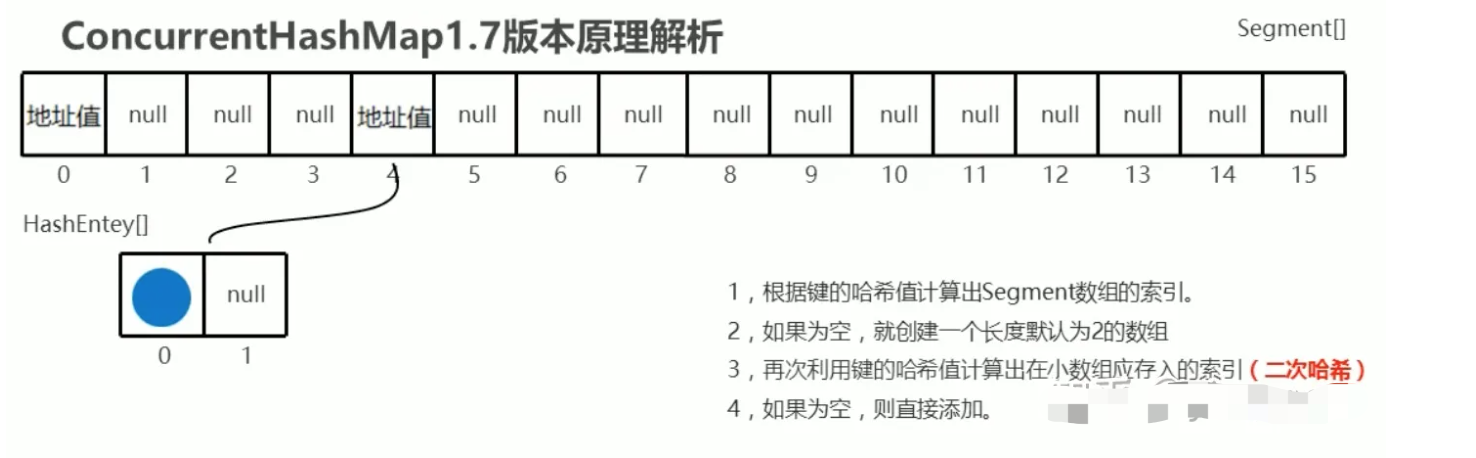 ConcurrentHashMap1.7版本原理解析
Segment[]
地址值 null null null 地址值 null null null null null null null null null null null
0 1 2 3 4 5 6 7 8 9 10 11 12 13 14 15
HashEntey[]
null
0 1
1，根据键的哈希值计算出Segment数组的索引。
2，如果为空，就创建一个长度默认为2的数组
3，再次利用键的哈希值计算出在小数组应存入的索引（二次哈希）
4，如果为空，则直接添加。